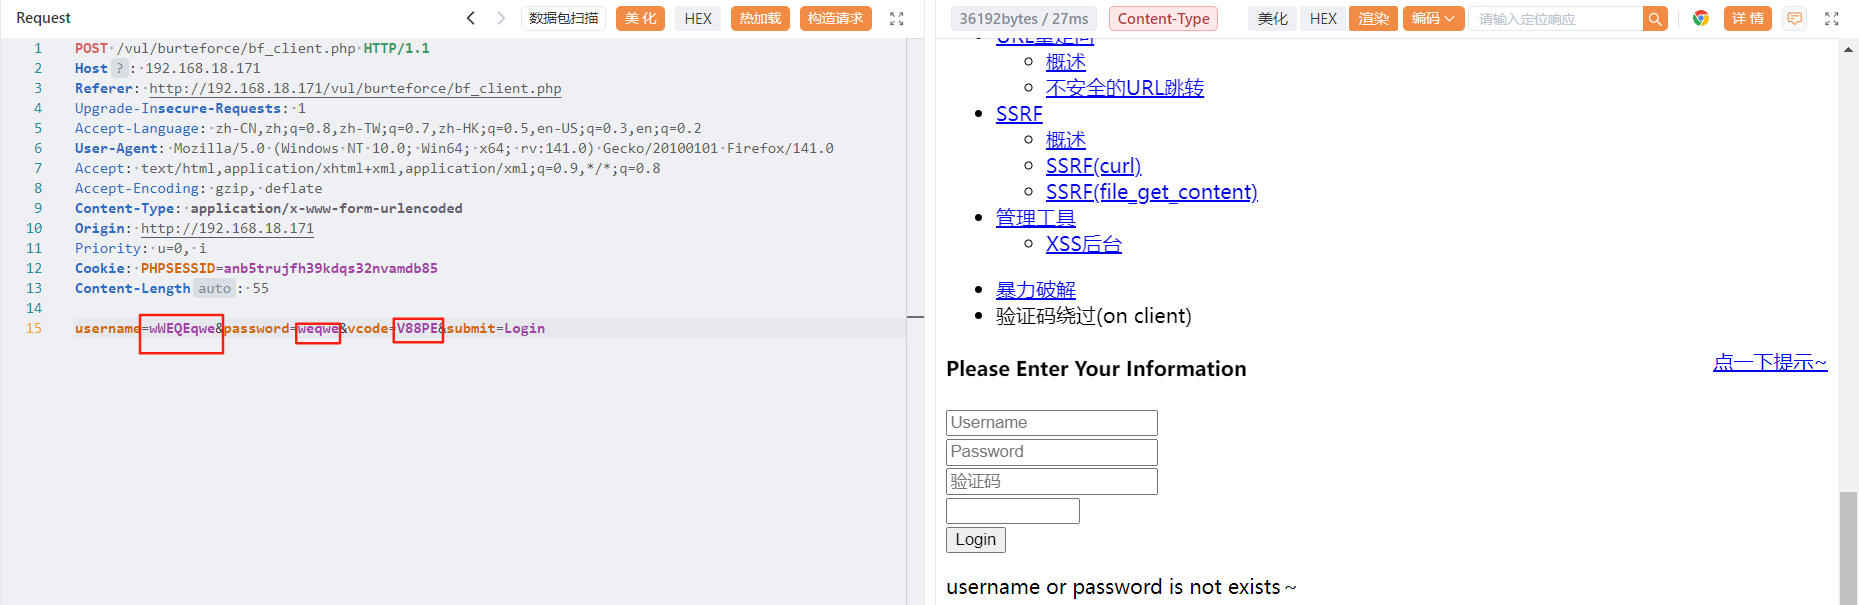 Request
数据包扫描 美 化 HEX 热加载 构造请求
1 POST /vul/burteforce/bf_client.php HTTP/1.1
2 Host ? : 192.168.18.171
3 Referer: http://192.168.18.171/vul/burteforce/bf_client.php
4 Upgrade-Insecure-Requests: 1
5 Accept-Language: zh-CN,zh;q=0.8,zh-TW;q=0.7,zh-HK;q=0.5,en-US;q=0.3,en;q=0.2
6 User-Agent: Mozilla/5.0 (Windows NT 10.0; Win64; x64; rv:141.0) Gecko/20100101 Firefox/141.0
7 Accept: text/html,application/xhtml+xml,application/xml;q=0.9,*/*;q=0.8
8 Accept-Encoding: gzip, deflate
9 Content-Type: application/x-www-form-urlencoded
10 Origin: http://192.168.18.171
11 Priority: u=0, i
12 Cookie: PHPSESSID=anb5trujfh39kdqs32nvamdb85
13 Content-Length auto : 55
14
15 username=wWEQEqwe&password=weqwe&vcode=V88PE&submit=Login
36192bytes / 27ms Content-Type 美化 HEX 渲染 编码 请输入定位响应 详 情
URL重定向
概述
不安全的URL跳转
SSRF
概述
SSRF(curl)
SSRF(file_get_content)
管理工具
XSS后台
暴力破解
验证码绕过(on client)
点一下提示~
Please Enter Your Information
Username
Password
验证码
Login
username or password is not exists～